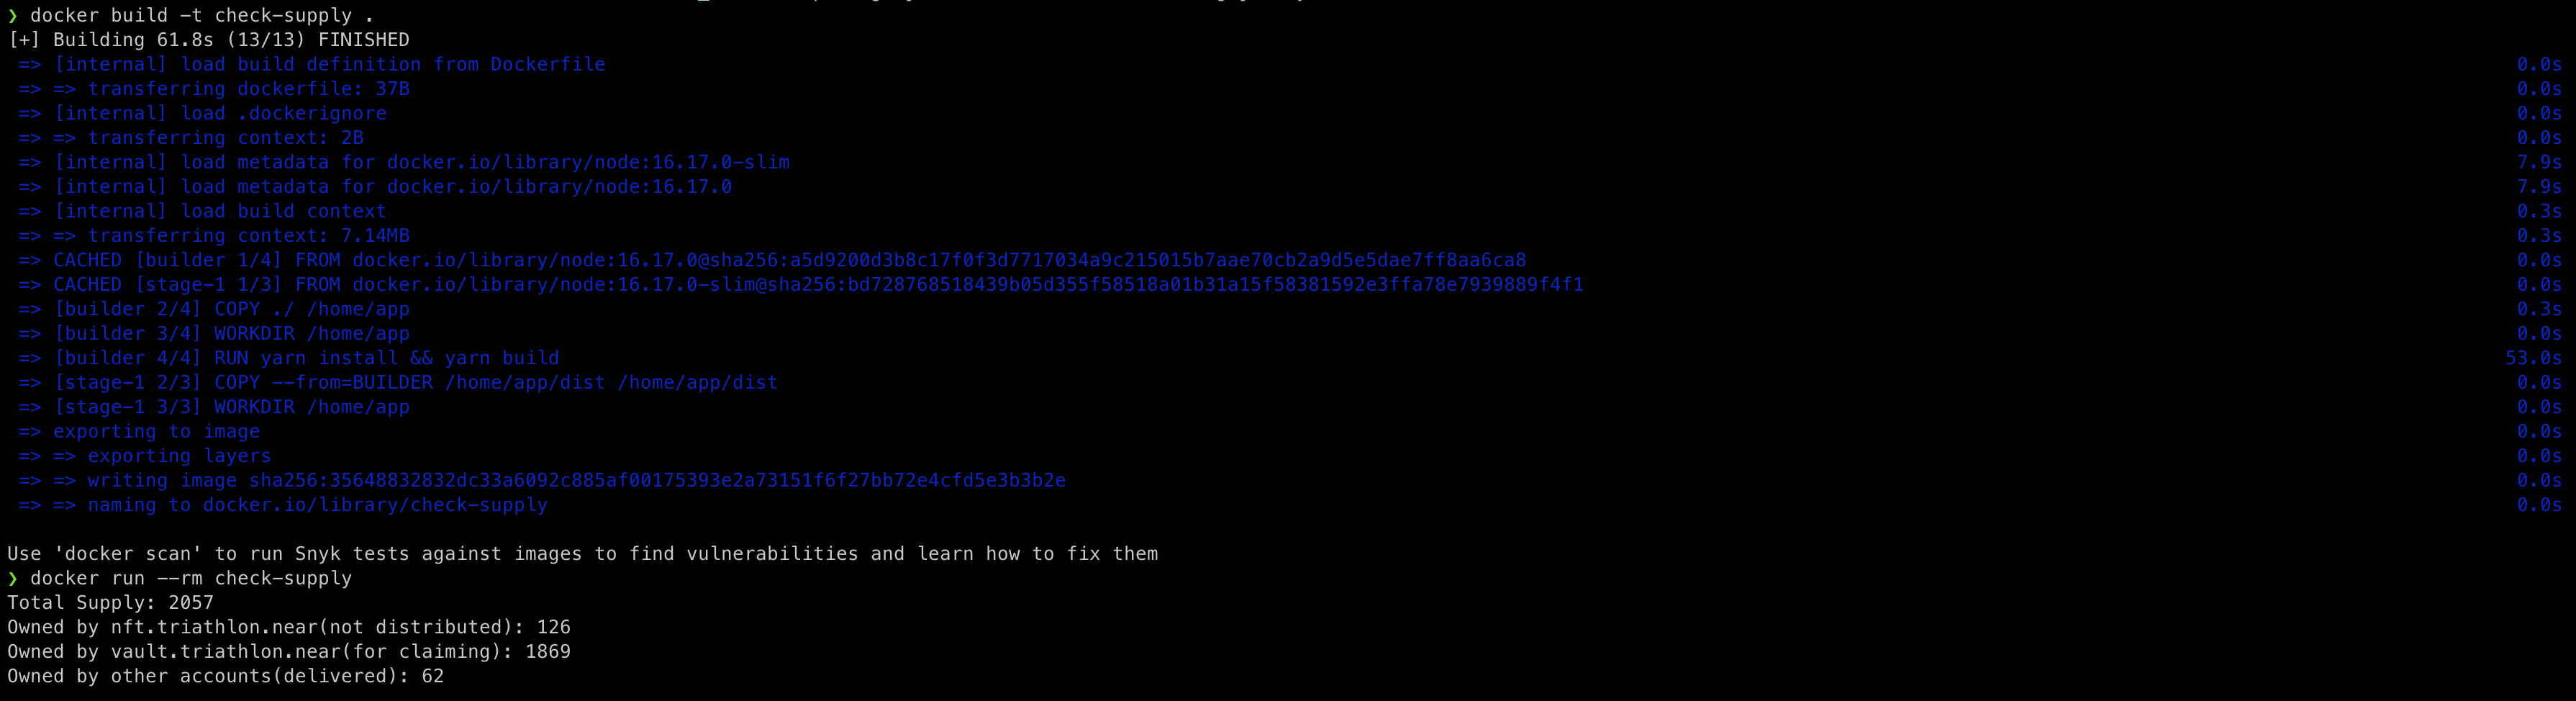 ❯ docker build -t check-supply .
[+] Building 61.8s (13/13) FINISHED
=> [internal] load build definition from Dockerfile 0.0s
=> => transferring dockerfile: 37B 0.0s
=> [internal] load .dockerignore 0.0s
=> => transferring context: 2B 0.0s
=> [internal] load metadata for docker.io/library/node:16.17.0-slim 7.9s
=> [internal] load metadata for docker.io/library/node:16.17.0 7.9s
=> [internal] load build context 0.3s
=> => transferring context: 7.14MB 0.3s
=> CACHED [builder 1/4] FROM docker.io/library/node:16.17.0@sha256:a5d9200d3b8c17f0f3d7717034a9c215015b7aae70cb2a9d5e5dae7ff8aa6ca8 0.0s
=> CACHED [stage-1 1/3] FROM docker.io/library/node:16.17.0-slim@sha256:bd728768518439b05d355f58518a01b31a15f58381592e3ffa78e7939889f4f1 0.0s
=> [builder 2/4] COPY ./ /home/app 0.3s
=> [builder 3/4] WORKDIR /home/app 0.0s
=> [builder 4/4] RUN yarn install && yarn build 53.0s
=> [stage-1 2/3] COPY --from=BUILDER /home/app/dist /home/app/dist 0.0s
=> [stage-1 3/3] WORKDIR /home/app 0.0s
=> exporting to image 0.0s
=> => exporting layers 0.0s
=> => writing image sha256:35648832832dc33a6092c885af00175393e2a73151f6f27bb72e4cfd5e3b3b2e 0.0s
=> => naming to docker.io/library/check-supply 0.0s
Use 'docker scan' to run Snyk tests against images to find vulnerabilities and learn how to fix them
❯ docker run --rm check-supply
Total Supply: 2057
Owned by nft.triathlon.near(not distributed): 126
Owned by vault.triathlon.near(for claiming): 1869
Owned by other accounts(delivered): 62